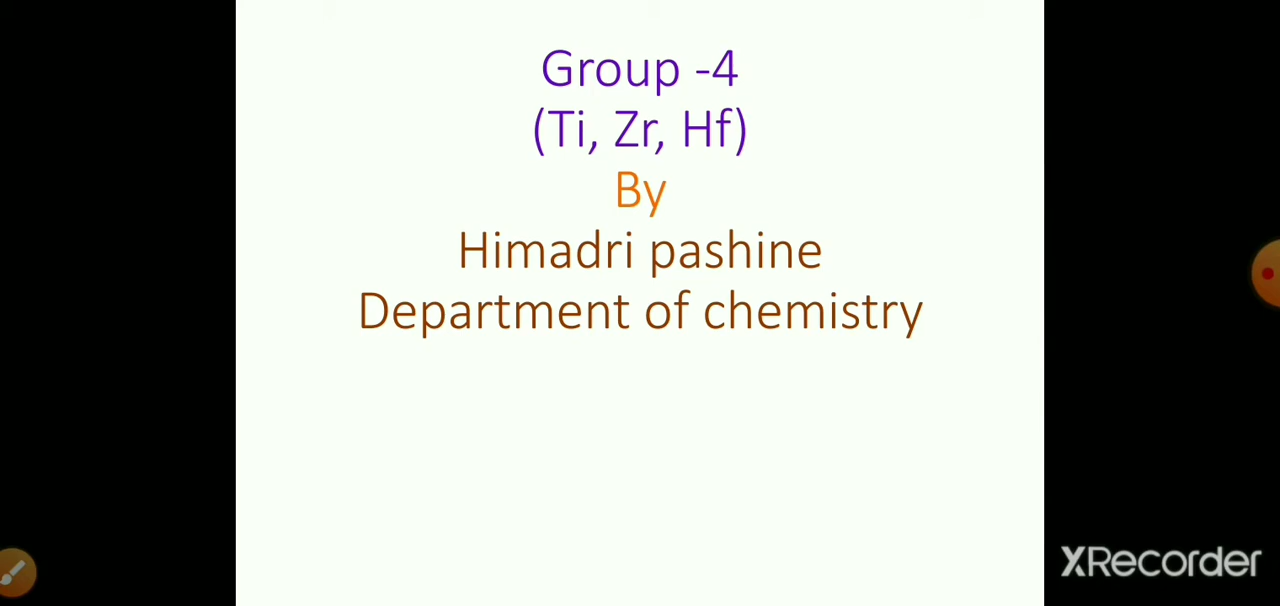 Group -4
(Ti, Zr, Hf)
By
Himadri pashine
Department of chemistry
XRecorder